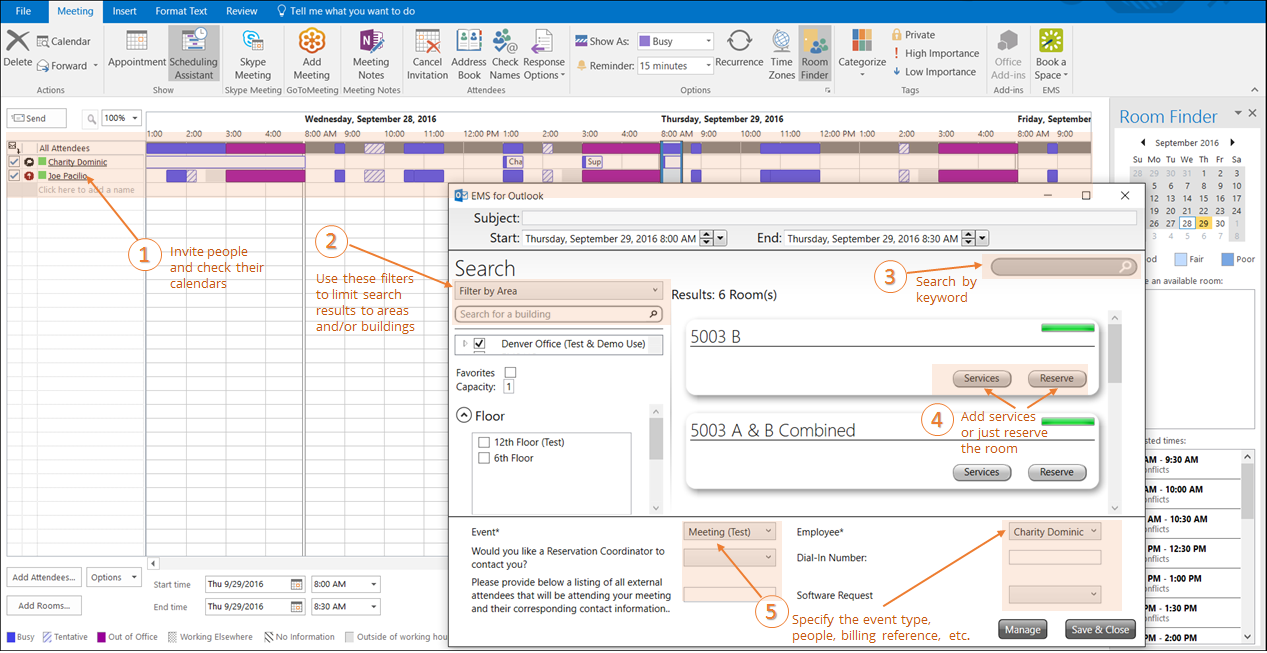 File Meeting Insert Format Text Review Tell me what you want to do
Delete
Calendar
Forward
Actions
Appointment
Scheduling
Assistant
Show
Skype
Meeting
Skype Meeting
Add
Meeting
GoToMeeting
Meeting
Notes
Meeting Notes
Cancel
Invitation
Address
Book
Check
Names
Response
Options
Attendees
Show As: Busy
Reminder: 15 minutes
Recurrence
Time
Zones
Room
Finder
Options
Categorize
Private
High Importance
Low Importance
Tags
Office
Add-ins
Add-ins
Book a
Space
EMS
Send
100%
Wednesday, September 28, 2016 Thursday, September 29, 2016 Friday, September
1:00 2:00 3:00 4:00 8:00 AM 9:00 10:00 11:00 12:00 PM 1:00 2:00 3:00 4:00 8:00 AM 9:00 10:00 11:00 12:00 PM 1:00 2:00 3:00 4:00 8:00 AM 9:00
All Attendees
Charity Dominic Cha Sup
Joe Pacilio
Click here to add a name
1
Invite people
and check their
calendars
2
Use these filters
to limit search
results to areas
and/or buildings
EMS for Outlook
Subject:
Start: Thursday, September 29, 2016 8:00 AM End: Thursday, September 29, 2016 8:30 AM
Search
Filter by Area
Search for a building
Denver Office (Test & Demo Use)
Favorites
Capacity: 1
Floor
12th Floor (Test)
6th Floor
Results: 6 Room(s)
3
Search by
keyword
5003 B
Services Reserve
4
Add services
or just reserve
the room
5003 A & B Combined
Services Reserve
Event* Meeting (Test) Employee* Charity Dominic
Would you like a Reservation Coordinator to
contact you?
Dial-In Number:
Please provide below a listing of all external
attendees that will be attending your meeting
and their corresponding contact information..
Software Request
5
Specify the event type,
people, billing reference, etc.
Manage Save & Close
Room Finder
September 2016
Su Mo Tu We Th Fr Sa
28 29 30 31 1 2 3
5 6 7 8 9 10
12 13 14 15 16 17
19 20 21 22 23 24
26 27 28 29 30 1
3 4 5 6 7 8
od Fair Poor
e an available room:
sted times:
AM - 9:30 AM
nflicts
AM - 10:00 AM
nflicts
AM - 10:30 AM
nflicts
PM - 12:30 PM
nflicts
PM - 1:00 PM
nflicts
PM - 1:30 PM
nflicts
PM - 2:00 PM
Add Attendees... Options
Start time Thu 9/29/2016 8:00 AM
Add Rooms...
End time Thu 9/29/2016 8:30 AM
Busy Tentative Out of Office Working Elsewhere No Information Outside of working hou